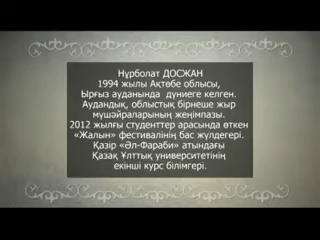 Нұрболат ДОСЖАН
1994 жылы Ақтөбе облысы,
Ырғыз ауданында дүниеге келген.
Аудандық, облыстық бірнеше жыр
мүшәйраларының жеңімпазы.
2012 жылғы студенттер арасында өткен
«Жалын» фестивалінің бас жүлдегері.
Қазір «Әл-Фараби» атындағы
Қазақ Ұлттық университетінің
екінші курс білімгері.